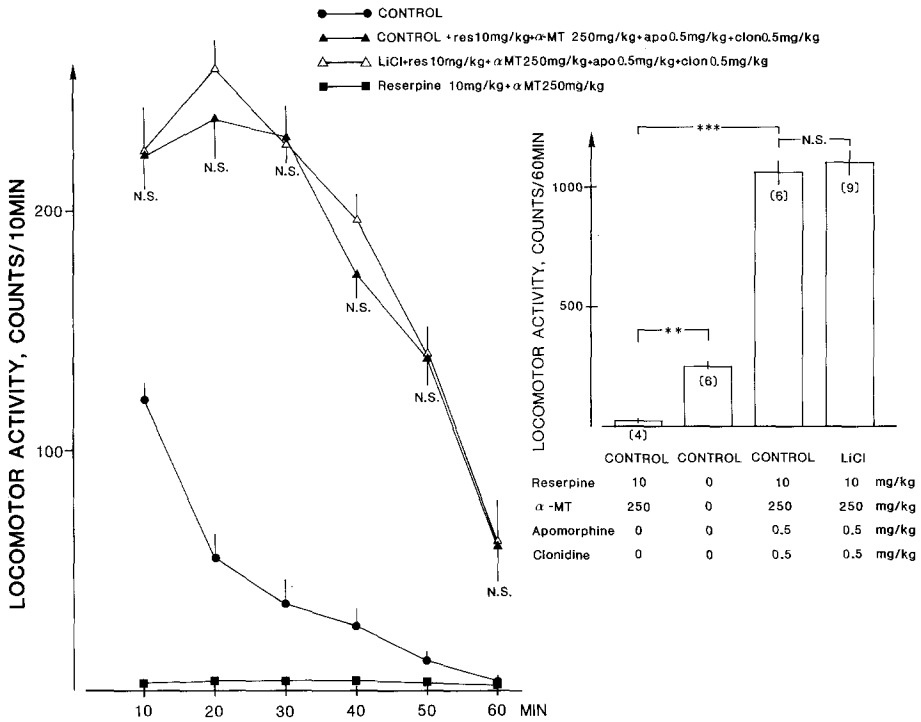 CONTROL
CONTROL +res10mg/kg+α-MT 250mg/kg+apo0.5mg/kg+clon0.5mg/kg
LiCl+res10mg/kg+αMT250mg/kg+apo0.5mg/kg+clon0.5mg/kg
Reserpine 10mg/kg+αMT250mg/kg
LOCOMOTOR ACTIVITY, COUNTS/10MIN
200
100
N.S.
N.S.
N.S.
N.S.
N.S.
N.S.
10 20 30 40 50 60 MIN
LOCOMOTOR ACTIVITY, COUNTS/60MIN
1000
500
***
N.S.
**
(4)
(6)
(6)
(9)
CONTROL CONTROL CONTROL LiCl
Reserpine 10 0 10 10 mg/kg
α-MT 250 0 250 250 mg/kg
Apomorphine 0 0 0.5 0.5 mg/kg
Clonidine 0 0 0.5 0.5 mg/kg